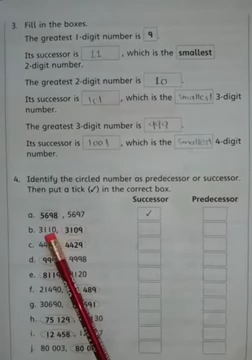 3. Fill in the boxes.
The greatest 1-digit number is 9
Its successor is 11, which is the smallest
2-digit number.
The greatest 2-digit number is 10.
Its successor is 101, which is the smallest 3-digit
number.
The greatest 3-digit number is 999.
Its successor is 1001, which is the smallest 4-digit
number.
4. Identify the circled number as predecessor or successor.
Then put a tick (✓) in the correct box.
Successor Predecessor
a. 5698, 5697 ✓
b. 3110, 3109
c. 4429
d. 9998
e.
f. 21490,
g. 30690,
h. 75 129
i. 12 458
j. 80 003,